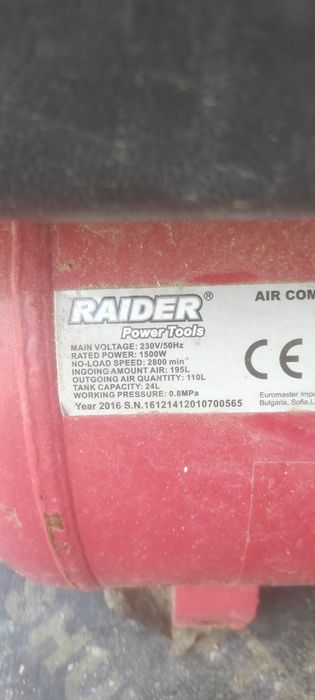 RAIDER®
Power Tools
AIR COM
MAIN VOLTAGE: 230V/50Hz
RATED POWER: 1500W
NO-LOAD SPEED: 2800 min⁻
INGOING AMOUNT AIR: 195L
OUTGOING AIR QUANTITY: 110L
TANK CAPACITY: 24L
WORKING PRESSURE: 0.8MPa
Year 2016 S.N.16121412010700565
CE
Euromaster Impo
Bulgaria, Sofia, L